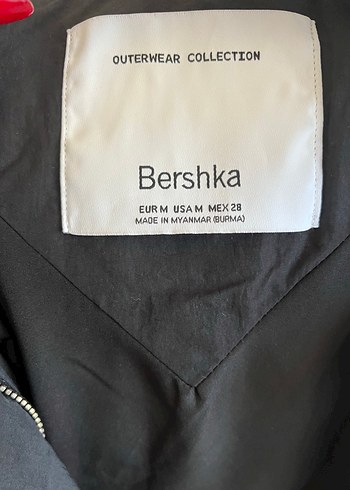 OUTERWEAR COLLECTION
Bershka
EUR M USA M MEX 28
MADE IN MYANMAR (BURMA)